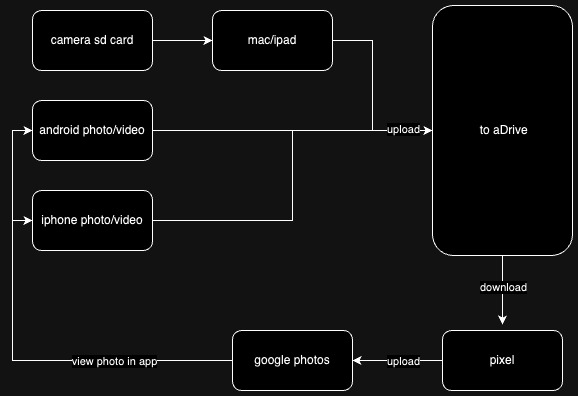 camera sd card
mac/ipad
android photo/video
upload
to aDrive
iphone photo/video
download
view photo in app
google photos
upload
pixel